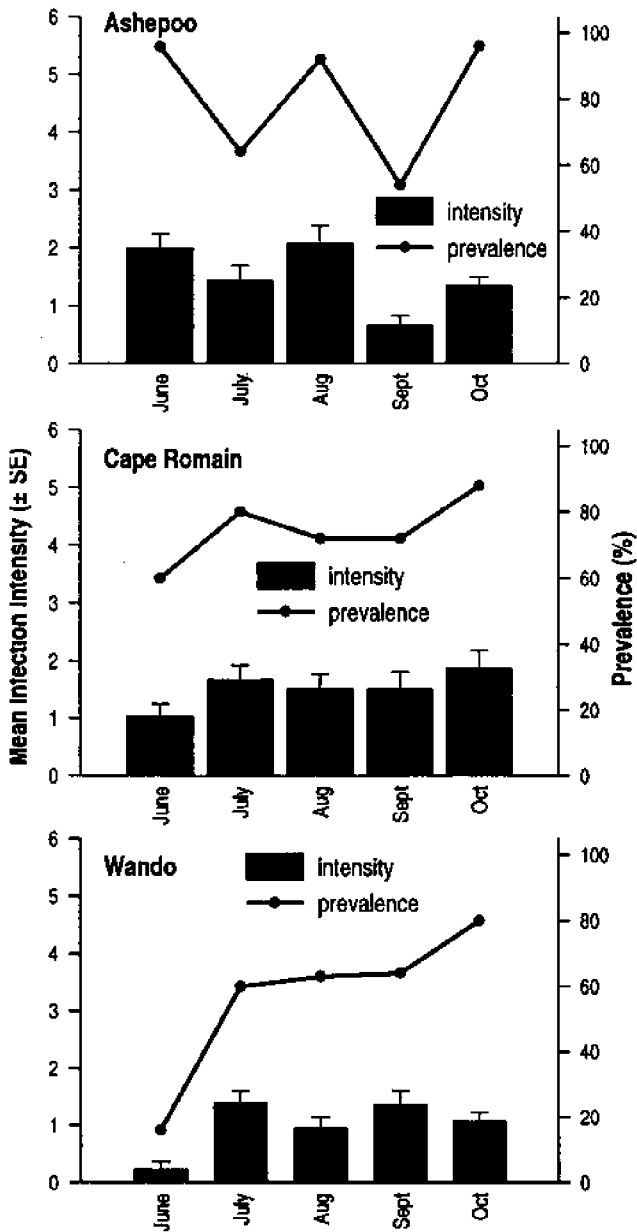 Ashepoo
6
5
4
3
2
1
0
100
80
60
40
20
0
intensity
prevalence
June
July
Aug
Sept
Oct
Mean Infection Intensity (± SE)
Prevalence (%)
Cape Romain
6
5
4
3
2
1
0
100
80
60
40
20
0
intensity
prevalence
June
July
Aug
Sept
Oct
Wando
6
5
4
3
2
1
0
100
80
60
40
20
0
intensity
prevalence
June
July
Aug
Sept
Oct